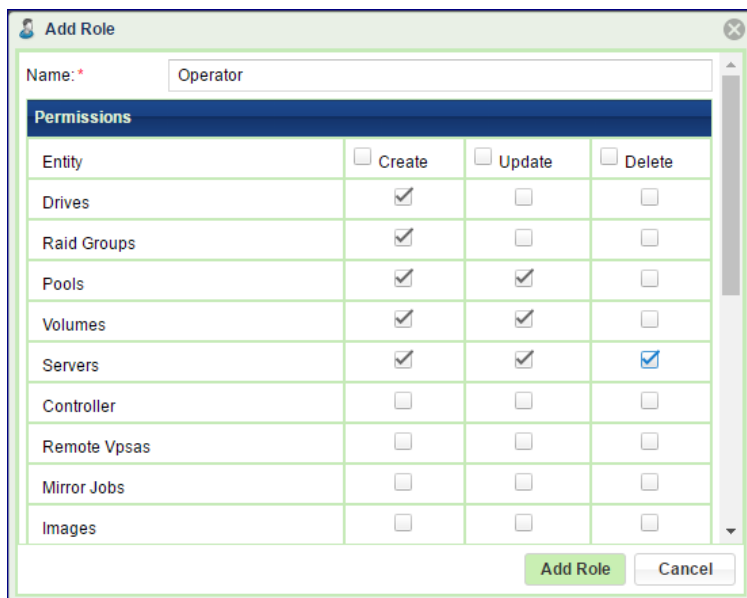 Add Role
Name:* Operator
Permissions
Entity Create Update Delete
Drives
Raid Groups
Pools
Volumes
Servers
Controller
Remote Vpsas
Mirror Jobs
Images
Add Role Cancel